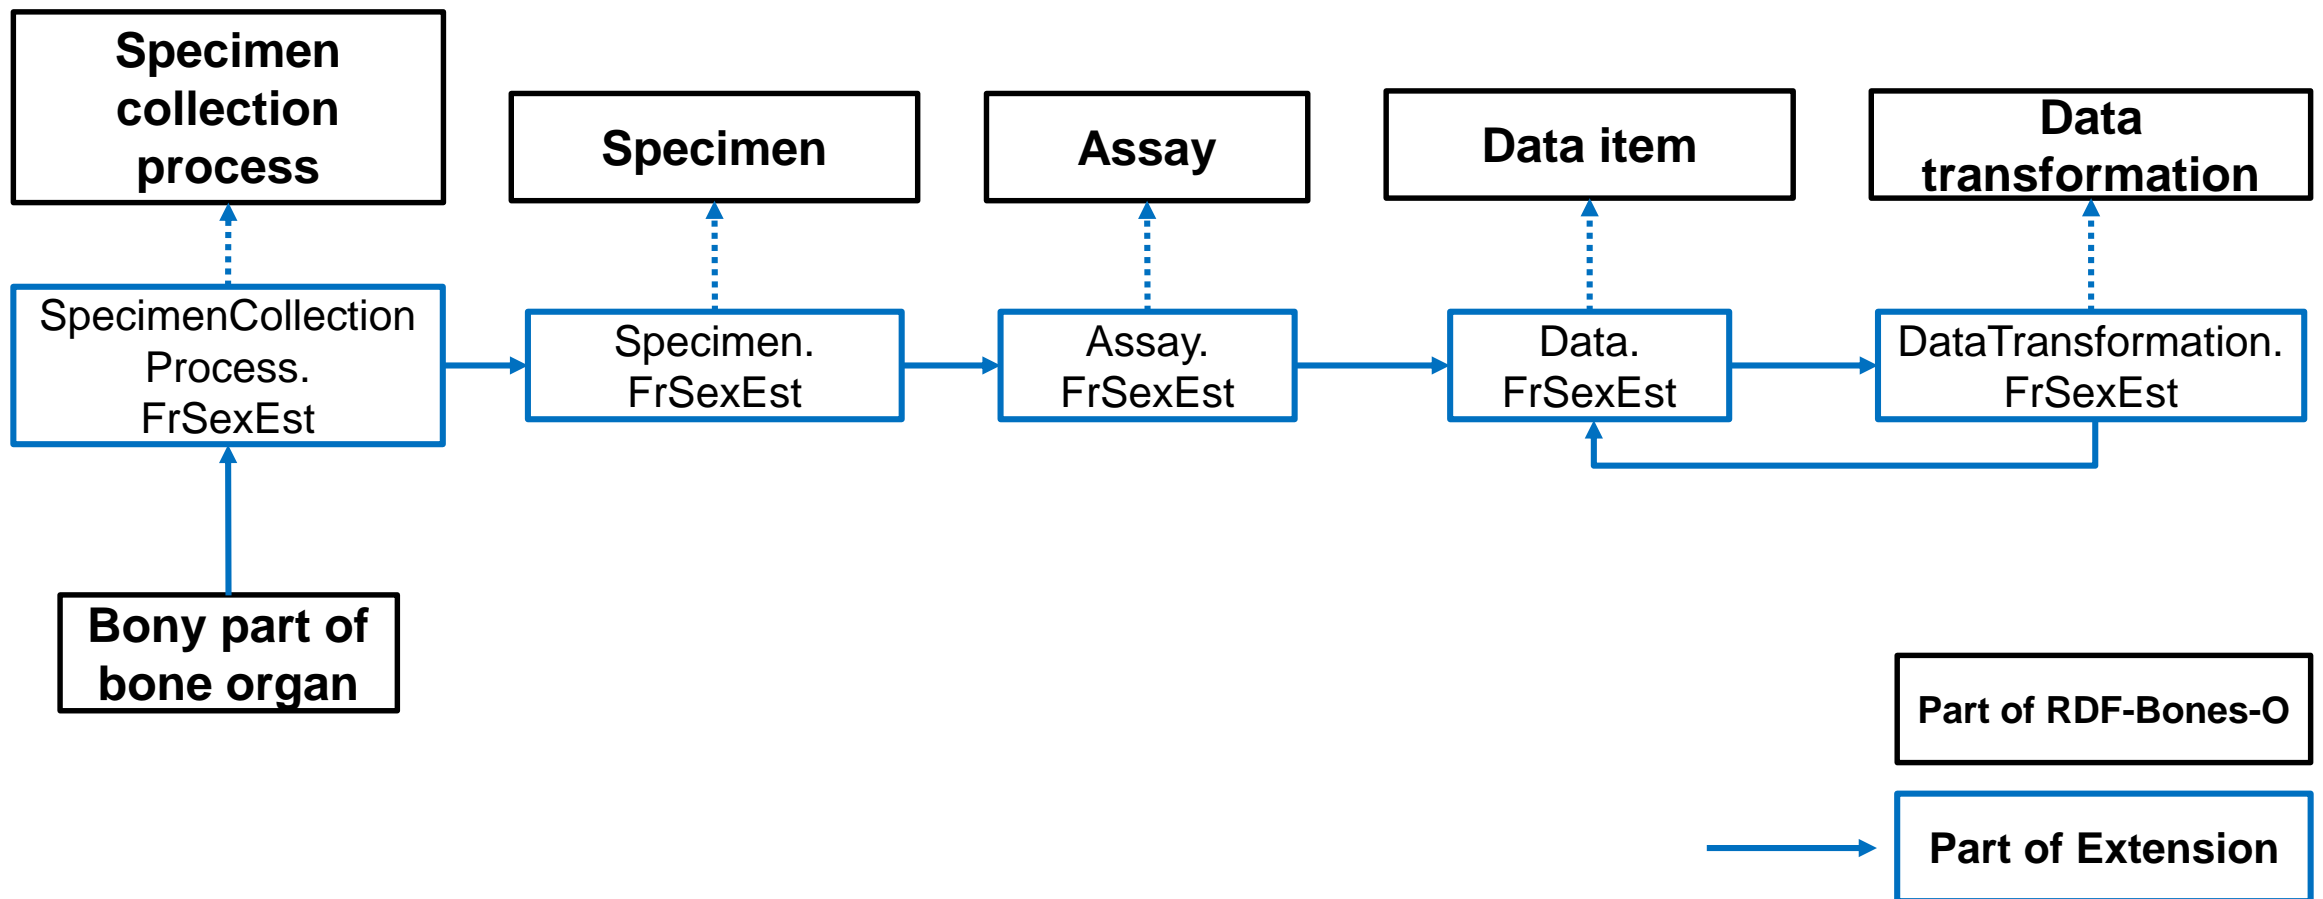 Specimen
collection
process
Specimen
Assay
Data item
Data
transformation
SpecimenCollection
Process.
FrSexEst
Specimen.
FrSexEst
Assay.
FrSexEst
Data.
FrSexEst
DataTransformation.
FrSexEst
Bony part of
bone organ
Part of RDF-Bones-O
Part of Extension